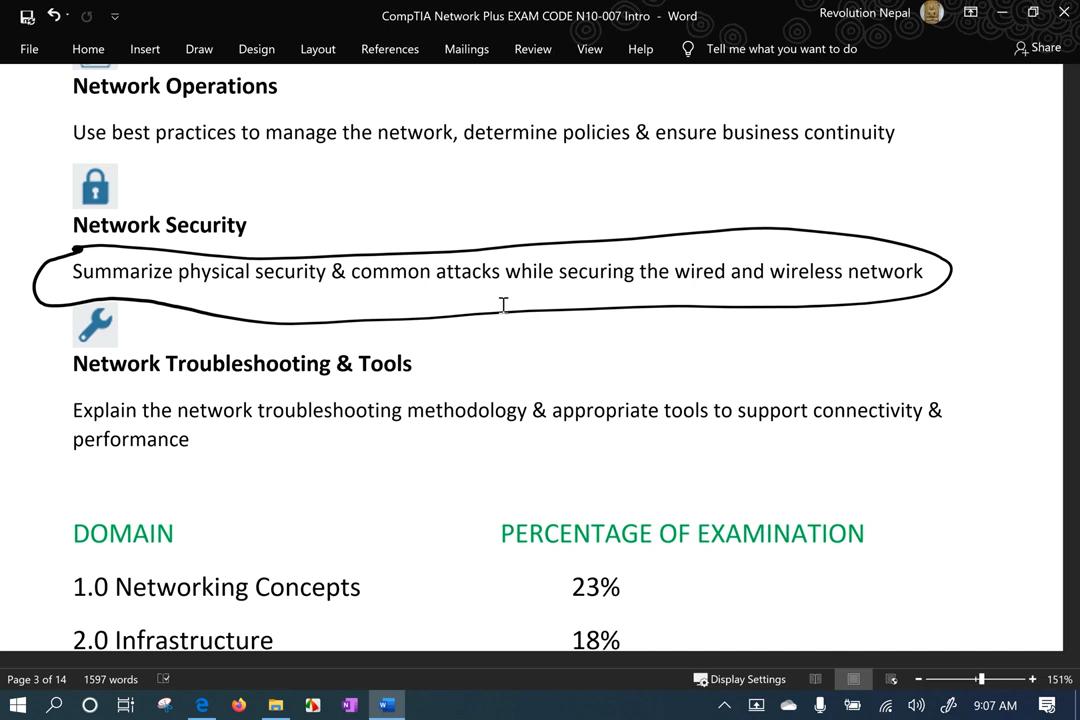 CompTIA Network Plus EXAM CODE N10-007 Intro - Word
Revolution Nepal
File Home Insert Draw Design Layout References Mailings Review View Help Tell me what you want to do Share
Network Operations
Use best practices to manage the network, determine policies & ensure business continuity
Network Security
Summarize physical security & common attacks while securing the wired and wireless network
Network Troubleshooting & Tools
Explain the network troubleshooting methodology & appropriate tools to support connectivity &
performance
DOMAIN PERCENTAGE OF EXAMINATION
1.0 Networking Concepts 23%
2.0 Infrastructure 18%
Page 3 of 14 1597 words Display Settings 151%
9:07 AM